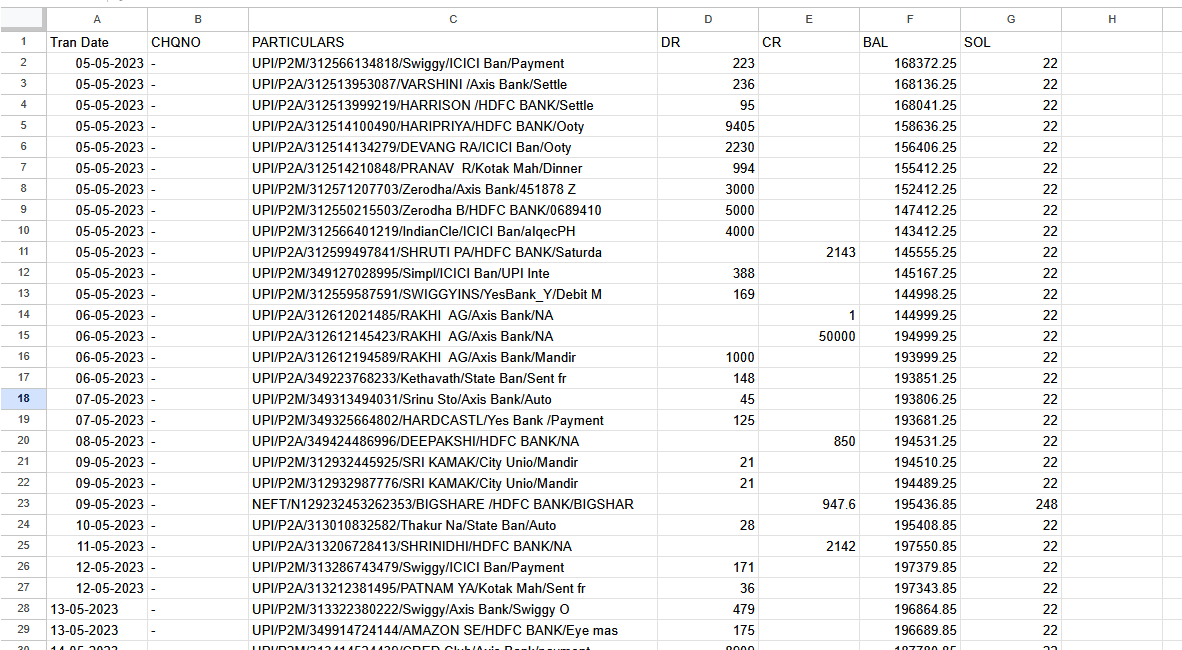 A B C D E F G H
1 Tran Date CHQNO PARTICULARS DR CR BAL SOL
2 05-05-2023 - UPI/P2M/312566134818/Swiggy/ICICI Ban/Payment 223 168372.25 22
3 05-05-2023 - UPI/P2A/312513953087/VARSHINI /Axis Bank/Settle 236 168136.25 22
4 05-05-2023 - UPI/P2A/312513999219/HARRISON /HDFC BANK/Settle 95 168041.25 22
5 05-05-2023 - UPI/P2A/312514100490/HARIPRIYA/HDFC BANK/Ooty 9405 158636.25 22
6 05-05-2023 - UPI/P2A/312514134279/DEVANG RA/ICICI Ban/Ooty 2230 156406.25 22
7 05-05-2023 - UPI/P2A/312514210848/PRANAV  R/Kotak Mah/Dinner 994 155412.25 22
8 05-05-2023 - UPI/P2M/312571207703/Zerodha/Axis Bank/451878 Z 3000 152412.25 22
9 05-05-2023 - UPI/P2M/312550215503/Zerodha B/HDFC BANK/0689410 5000 147412.25 22
10 05-05-2023 - UPI/P2M/312566401219/IndianCle/ICICI Ban/alqecPH 4000 143412.25 22
11 05-05-2023 - UPI/P2A/312599497841/SHRUTI PA/HDFC BANK/Saturda 2143 145555.25 22
12 05-05-2023 - UPI/P2M/349127028995/Simpl/ICICI Ban/UPI Inte 388 145167.25 22
13 05-05-2023 - UPI/P2M/312559587591/SWIGGYINS/YesBank_Y/Debit M 169 144998.25 22
14 06-05-2023 - UPI/P2A/312612021485/RAKHI  AG/Axis Bank/NA 1 144999.25 22
15 06-05-2023 - UPI/P2A/312612145423/RAKHI  AG/Axis Bank/NA 50000 194999.25 22
16 06-05-2023 - UPI/P2A/312612194589/RAKHI  AG/Axis Bank/Mandir 1000 193999.25 22
17 06-05-2023 - UPI/P2A/349223768233/Kethavath/State Ban/Sent fr 148 193851.25 22
18 07-05-2023 - UPI/P2M/349313494031/Srinu Sto/Axis Bank/Auto 45 193806.25 22
19 07-05-2023 - UPI/P2M/349325664802/HARDCASTL/Yes Bank /Payment 125 193681.25 22
20 08-05-2023 - UPI/P2A/349424486996/DEEPAKSHI/HDFC BANK/NA 850 194531.25 22
21 09-05-2023 - UPI/P2M/312932445925/SRI KAMAK/City Unio/Mandir 21 194510.25 22
22 09-05-2023 - UPI/P2M/312932987776/SRI KAMAK/City Unio/Mandir 21 194489.25 22
23 09-05-2023 - NEFT/N129232453262353/BIGSHARE /HDFC BANK/BIGSHAR 947.6 195436.85 248
24 10-05-2023 - UPI/P2A/313010832582/Thakur Na/State Ban/Auto 28 195408.85 22
25 11-05-2023 - UPI/P2A/313206728413/SHRINIDHI/HDFC BANK/NA 2142 197550.85 22
26 12-05-2023 - UPI/P2M/313286743479/Swiggy/ICICI Ban/Payment 171 197379.85 22
27 12-05-2023 - UPI/P2A/313212381495/PATNAM YA/Kotak Mah/Sent fr 36 197343.85 22
28 13-05-2023 - UPI/P2M/313322380222/Swiggy/Axis Bank/Swiggy O 479 196864.85 22
29 13-05-2023 - UPI/P2M/349914724144/AMAZON SE/HDFC BANK/Eye mas 175 196689.85 22